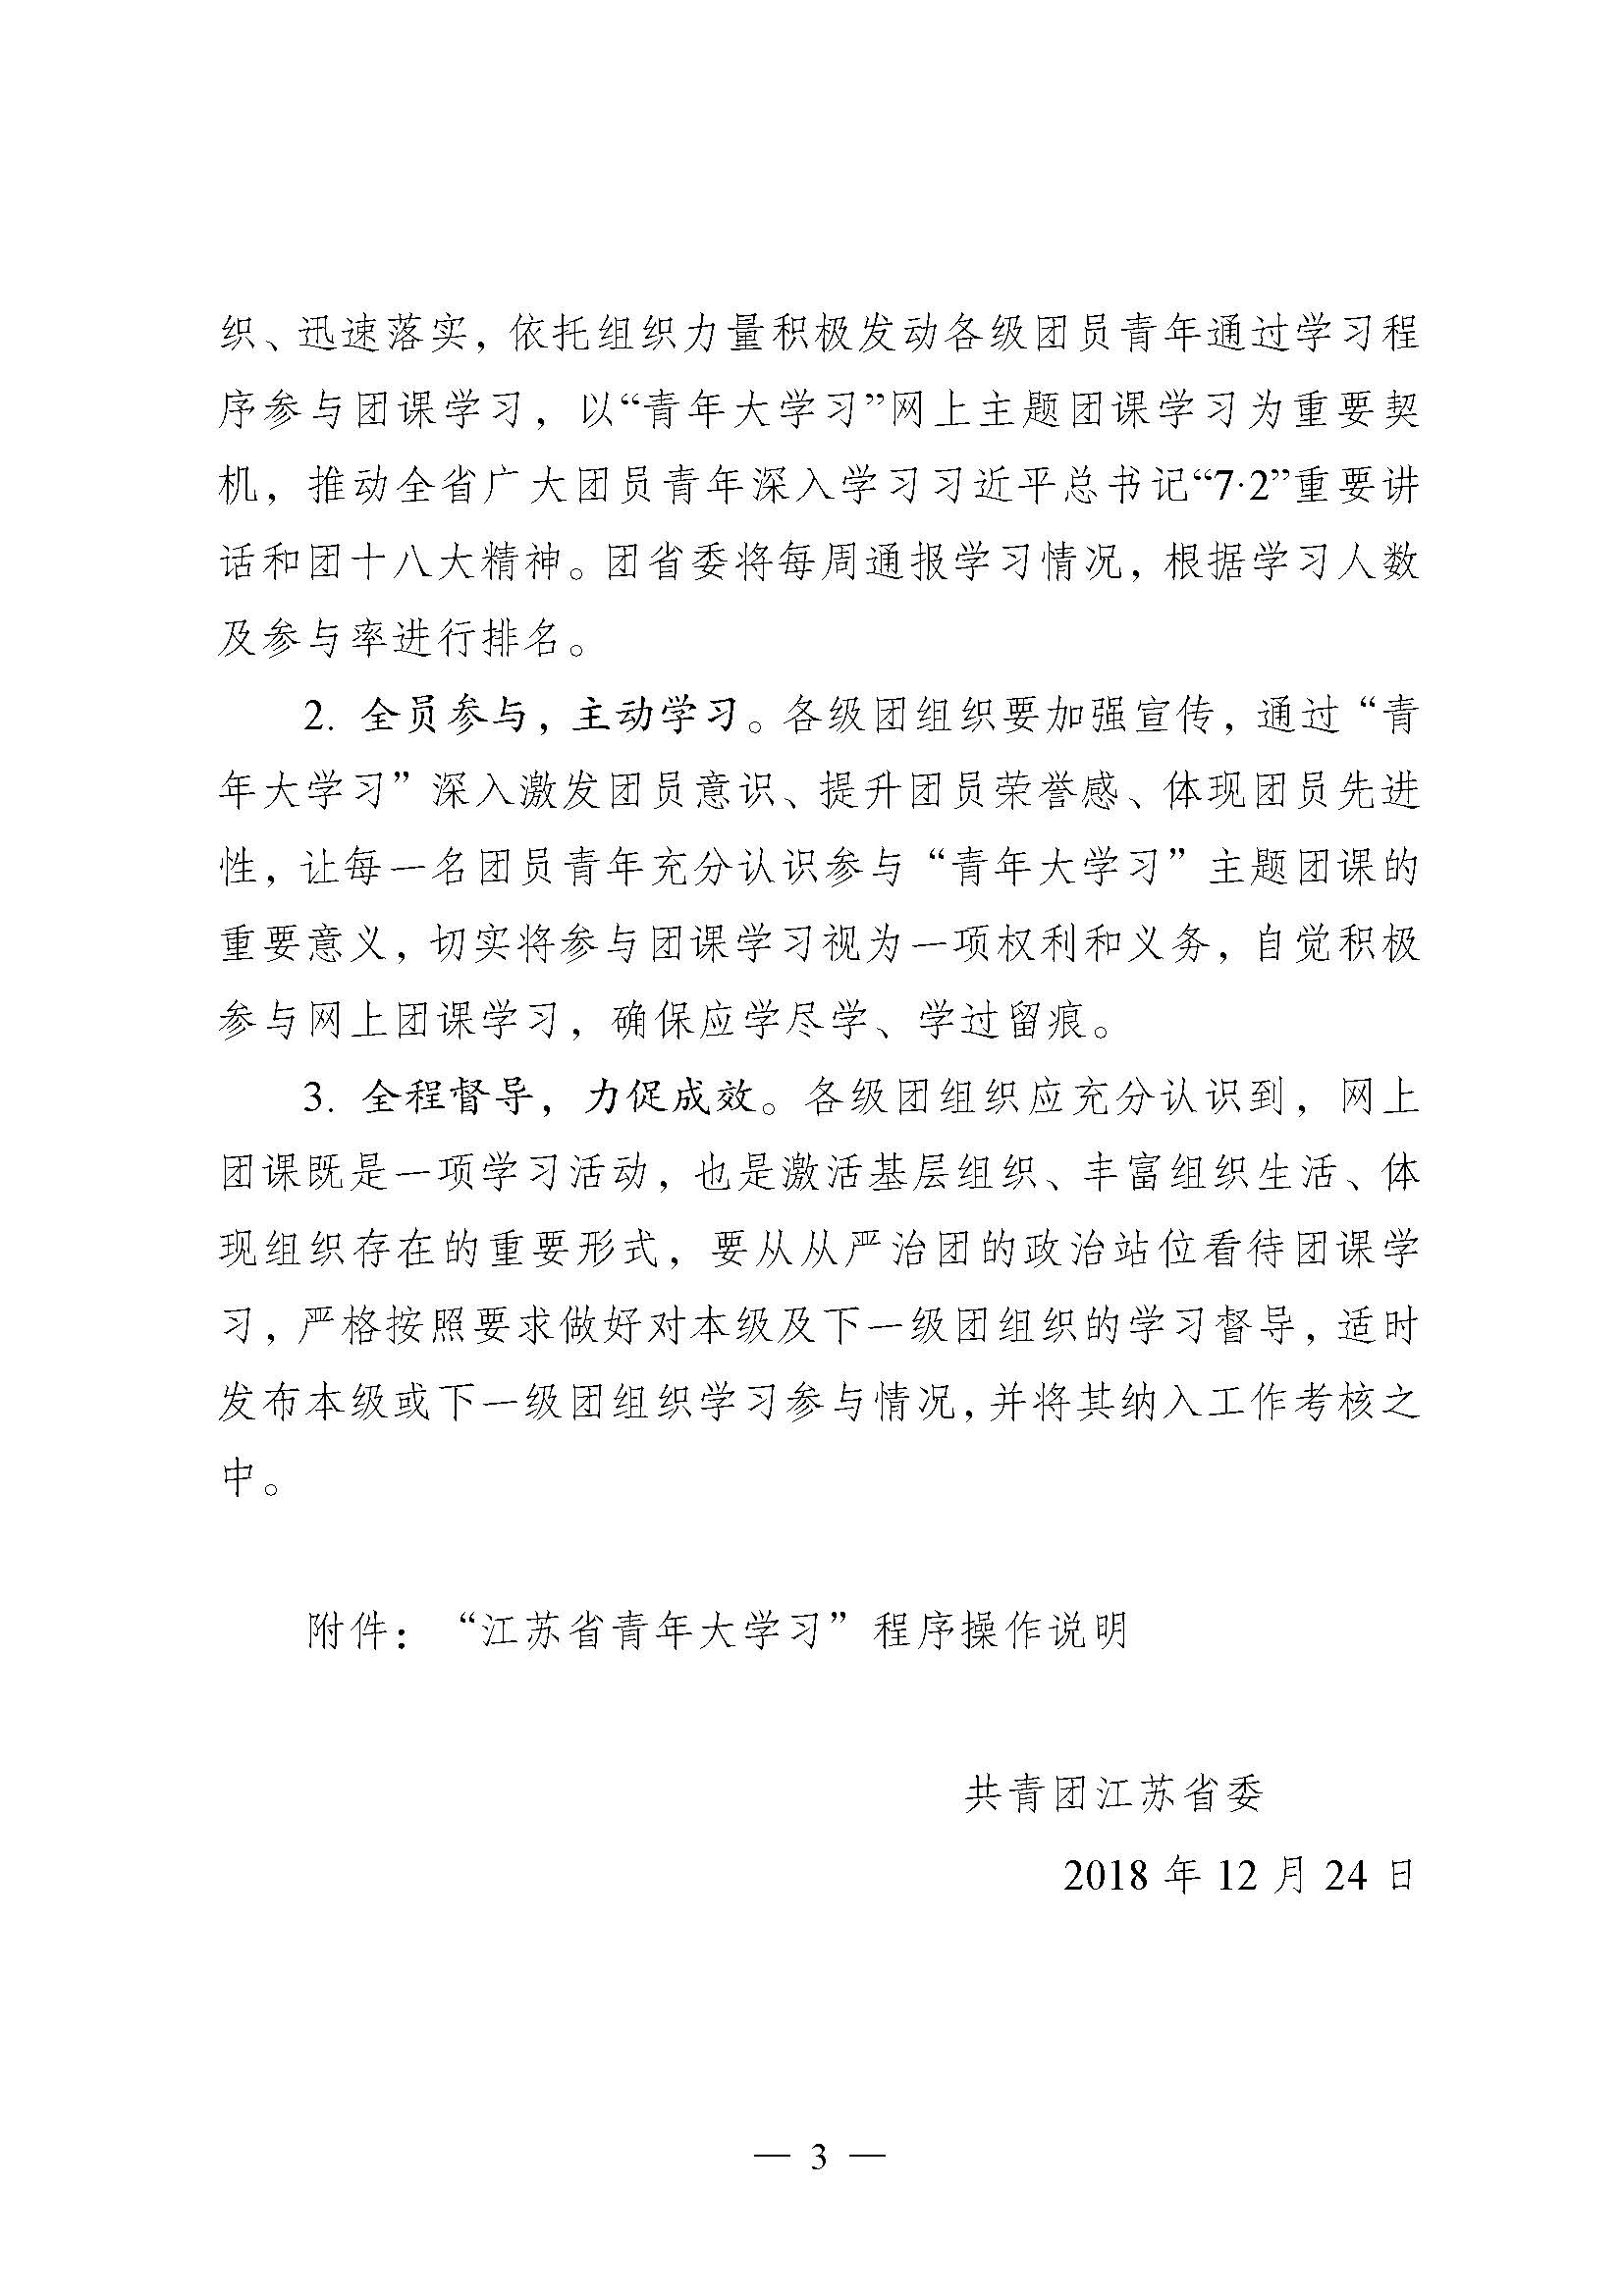 织、迅速落实，依托组织力量积极发动各级团员青年通过学习程
序参与团课学习，以“青年大学习”网上主题团课学习为重要契
机，推动全省广大团员青年深入学习习近平总书记“7·2”重要讲
话和团十八大精神。团省委将每周通报学习情况，根据学习人数
及参与率进行排名。
2. 全员参与，主动学习。各级团组织要加强宣传，通过“青
年大学习”深入激发团员意识、提升团员荣誉感、体现团员先进
性，让每一名团员青年充分认识参与“青年大学习”主题团课的
重要意义，切实将参与团课学习视为一项权利和义务，自觉积极
参与网上团课学习，确保应学尽学、学过留痕。
3. 全程督导，力促成效。各级团组织应充分认识到，网上
团课既是一项学习活动，也是激活基层组织、丰富组织生活、体
现组织存在的重要形式，要从从严治团的政治站位看待团课学
习，严格按照要求做好对本级及下一级团组织的学习督导，适时
发布本级或下一级团组织学习参与情况，并将其纳入工作考核之
中。
附件：“江苏省青年大学习”程序操作说明
共青团江苏省委
2018 年 12 月 24 日
— 3 —